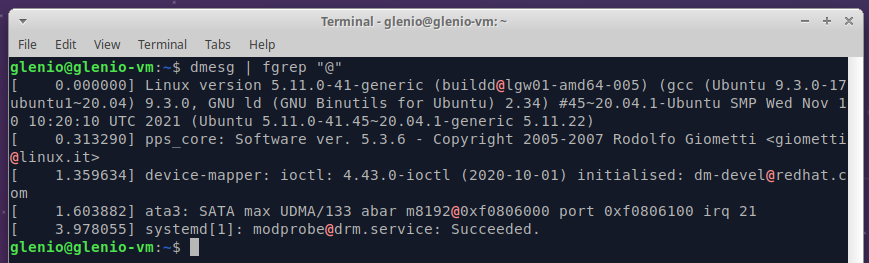 Terminal - glenio@glenio-vm: ~
File Edit View Terminal Tabs Help
glenio@glenio-vm:~$ dmesg | fgrep "@"
[    0.000000] Linux version 5.11.0-41-generic (buildd@lgw01-amd64-005) (gcc (Ubuntu 9.3.0-17
ubuntu1~20.04) 9.3.0, GNU ld (GNU Binutils for Ubuntu) 2.34) #45~20.04.1-Ubuntu SMP Wed Nov 1
0 10:20:10 UTC 2021 (Ubuntu 5.11.0-41.45~20.04.1-generic 5.11.22)
[    0.313290] pps_core: Software ver. 5.3.6 - Copyright 2005-2007 Rodolfo Giometti <giometti
@linux.it>
[    1.359634] device-mapper: ioctl: 4.43.0-ioctl (2020-10-01) initialised: dm-devel@redhat.c
om
[    1.603882] ata3: SATA max UDMA/133 abar m8192@0xf0806000 port 0xf0806100 irq 21
[    3.978055] systemd[1]: modprobe@drm.service: Succeeded.
glenio@glenio-vm:~$